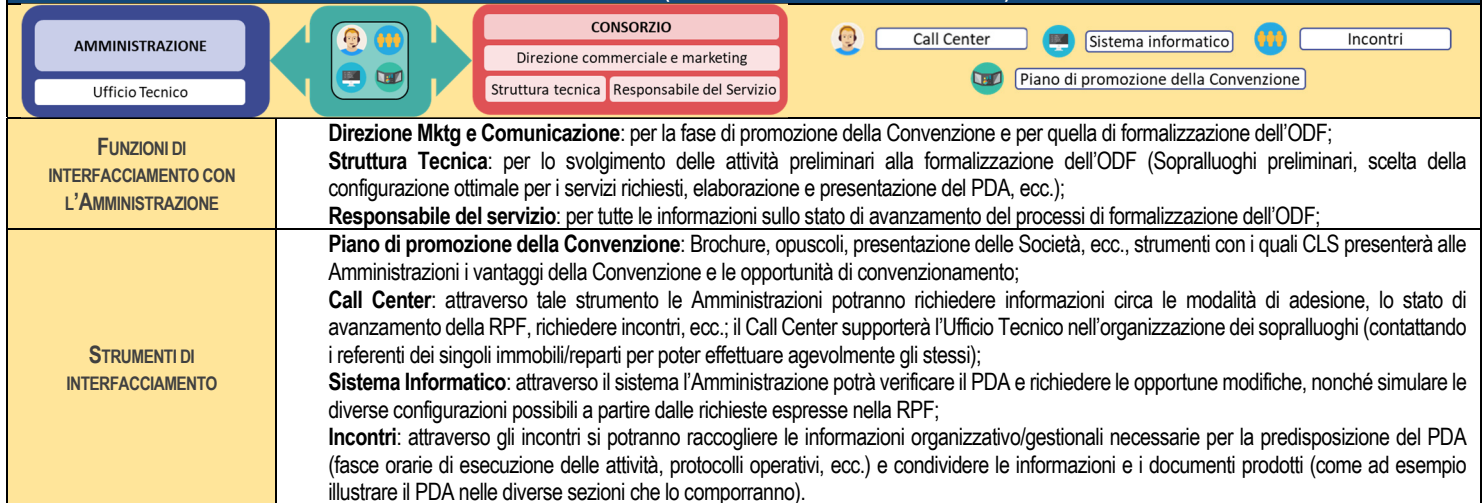 AMMINISTRAZIONE
Ufficio Tecnico
CONSORZIO
Direzione commerciale e marketing
Struttura tecnica Responsabile del Servizio
Call Center Sistema informatico Incontri
Piano di promozione della Convenzione
FUNZIONI DI
INTERFACCIAMENTO CON
L'AMMINISTRAZIONE
Direzione Mktg e Comunicazione: per la fase di promozione della Convenzione e per quella di formalizzazione dell'ODF;
Struttura Tecnica: per lo svolgimento delle attività preliminari alla formalizzazione dell'ODF (Sopralluoghi preliminari, scelta della
configurazione ottimale per i servizi richiesti, elaborazione e presentazione del PDA, ecc.);
Responsabile del servizio: per tutte le informazioni sullo stato di avanzamento del processi di formalizzazione dell'ODF;
STRUMENTI DI
INTERFACCIAMENTO
Piano di promozione della Convenzione: Brochure, opuscoli, presentazione delle Società, ecc., strumenti con i quali CLS presenterà alle
Amministrazioni i vantaggi della Convenzione e le opportunità di convenzionamento;
Call Center: attraverso tale strumento le Amministrazioni potranno richiedere informazioni circa le modalità di adesione, lo stato di
avanzamento della RPF, richiedere incontri, ecc.; il Call Center supporterà l'Ufficio Tecnico nell'organizzazione dei sopralluoghi (contattando
i referenti dei singoli immobili/reparti per poter effettuare agevolmente gli stessi);
Sistema Informatico: attraverso il sistema l'Amministrazione potrà verificare il PDA e richiedere le opportune modifiche, nonché simulare le
diverse configurazioni possibili a partire dalle richieste espresse nella RPF;
Incontri: attraverso gli incontri si potranno raccogliere le informazioni organizzativo/gestionali necessarie per la predisposizione del PDA
(fasce orarie di esecuzione delle attività, protocolli operativi, ecc.) e condividere le informazioni e i documenti prodotti (come ad esempio
illustrare il PDA nelle diverse sezioni che lo comporranno).